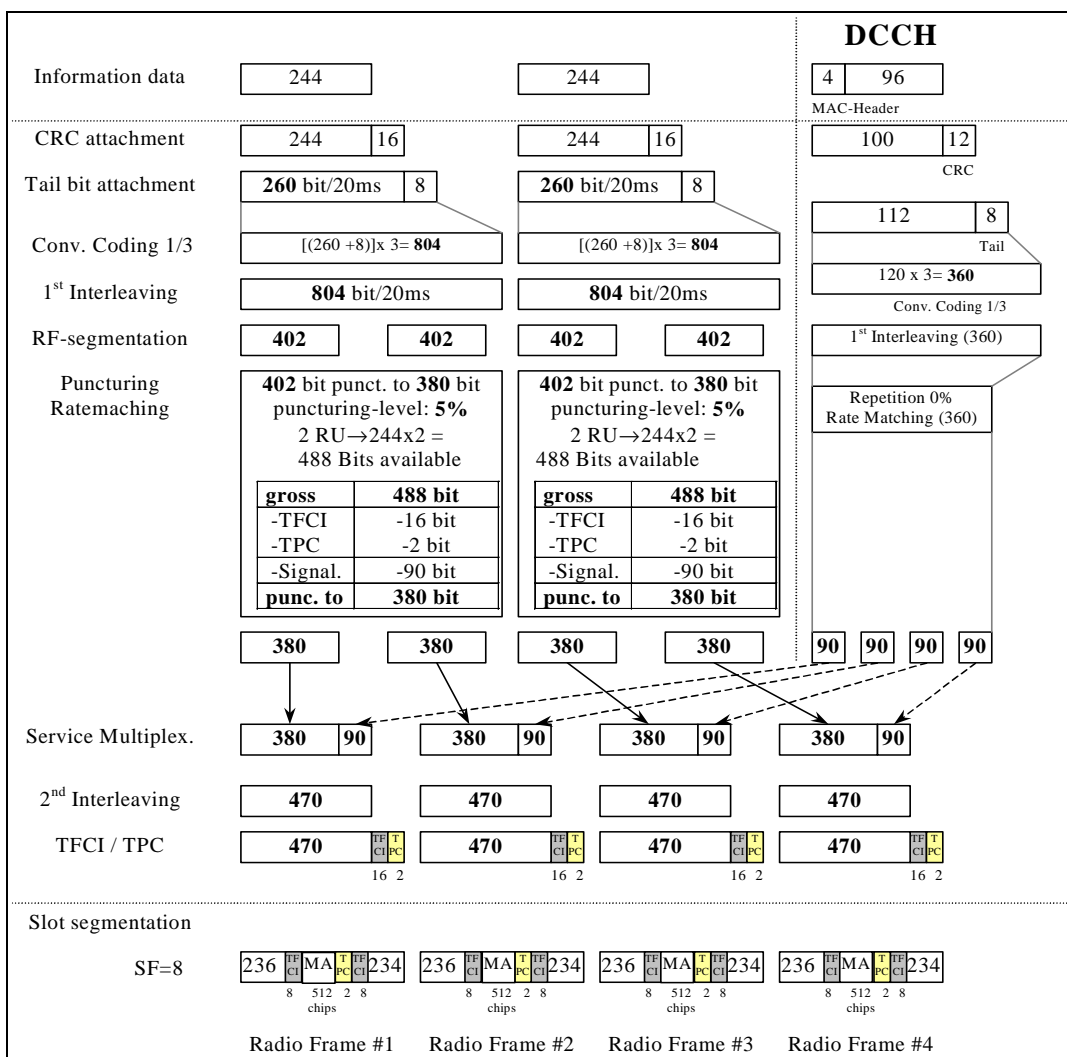 DCCH
Information data 244 244 4 96
MAC-Header
CRC attachment 244 16 244 16 100 12
CRC
Tail bit attachment 260 bit/20ms 8 260 bit/20ms 8
112 8
Tail
Conv. Coding 1/3 [(260 +8)]x 3= 804 [(260 +8)]x 3= 804
120 x 3= 360
Conv. Coding 1/3
1st Interleaving 804 bit/20ms 804 bit/20ms
RF-segmentation 402 402 402 402 1st Interleaving (360)
Puncturing
Ratemaching
402 bit punct. to 380 bit
puncturing-level: 5%
2 RU→244x2 =
488 Bits available
gross 488 bit
-TFCI -16 bit
-TPC -2 bit
-Signal. -90 bit
punc. to 380 bit
402 bit punct. to 380 bit
puncturing-level: 5%
2 RU→244x2 =
488 Bits available
gross 488 bit
-TFCI -16 bit
-TPC -2 bit
-Signal. -90 bit
punc. to 380 bit
Repetition 0%
Rate Matching (360)
380 380 380 380 90 90 90 90
Service Multiplex. 380 90 380 90 380 90 380 90
2nd Interleaving 470 470 470 470
TFCI / TPC 470 TFCI TPC 470 TFCI TPC 470 TFCI TPC 470 TFCI TPC
16 2 16 2 16 2 16 2
Slot segmentation
SF=8 236 TFCI MA TPC TFCI 234 236 TFCI MA TPC TFCI 234 236 TFCI MA TPC TFCI 234 236 TFCI MA TPC TFCI 234
8 512 2 8 8 512 2 8 8 512 2 8 8 512 2 8
chips chips chips chips
Radio Frame #1 Radio Frame #2 Radio Frame #3 Radio Frame #4